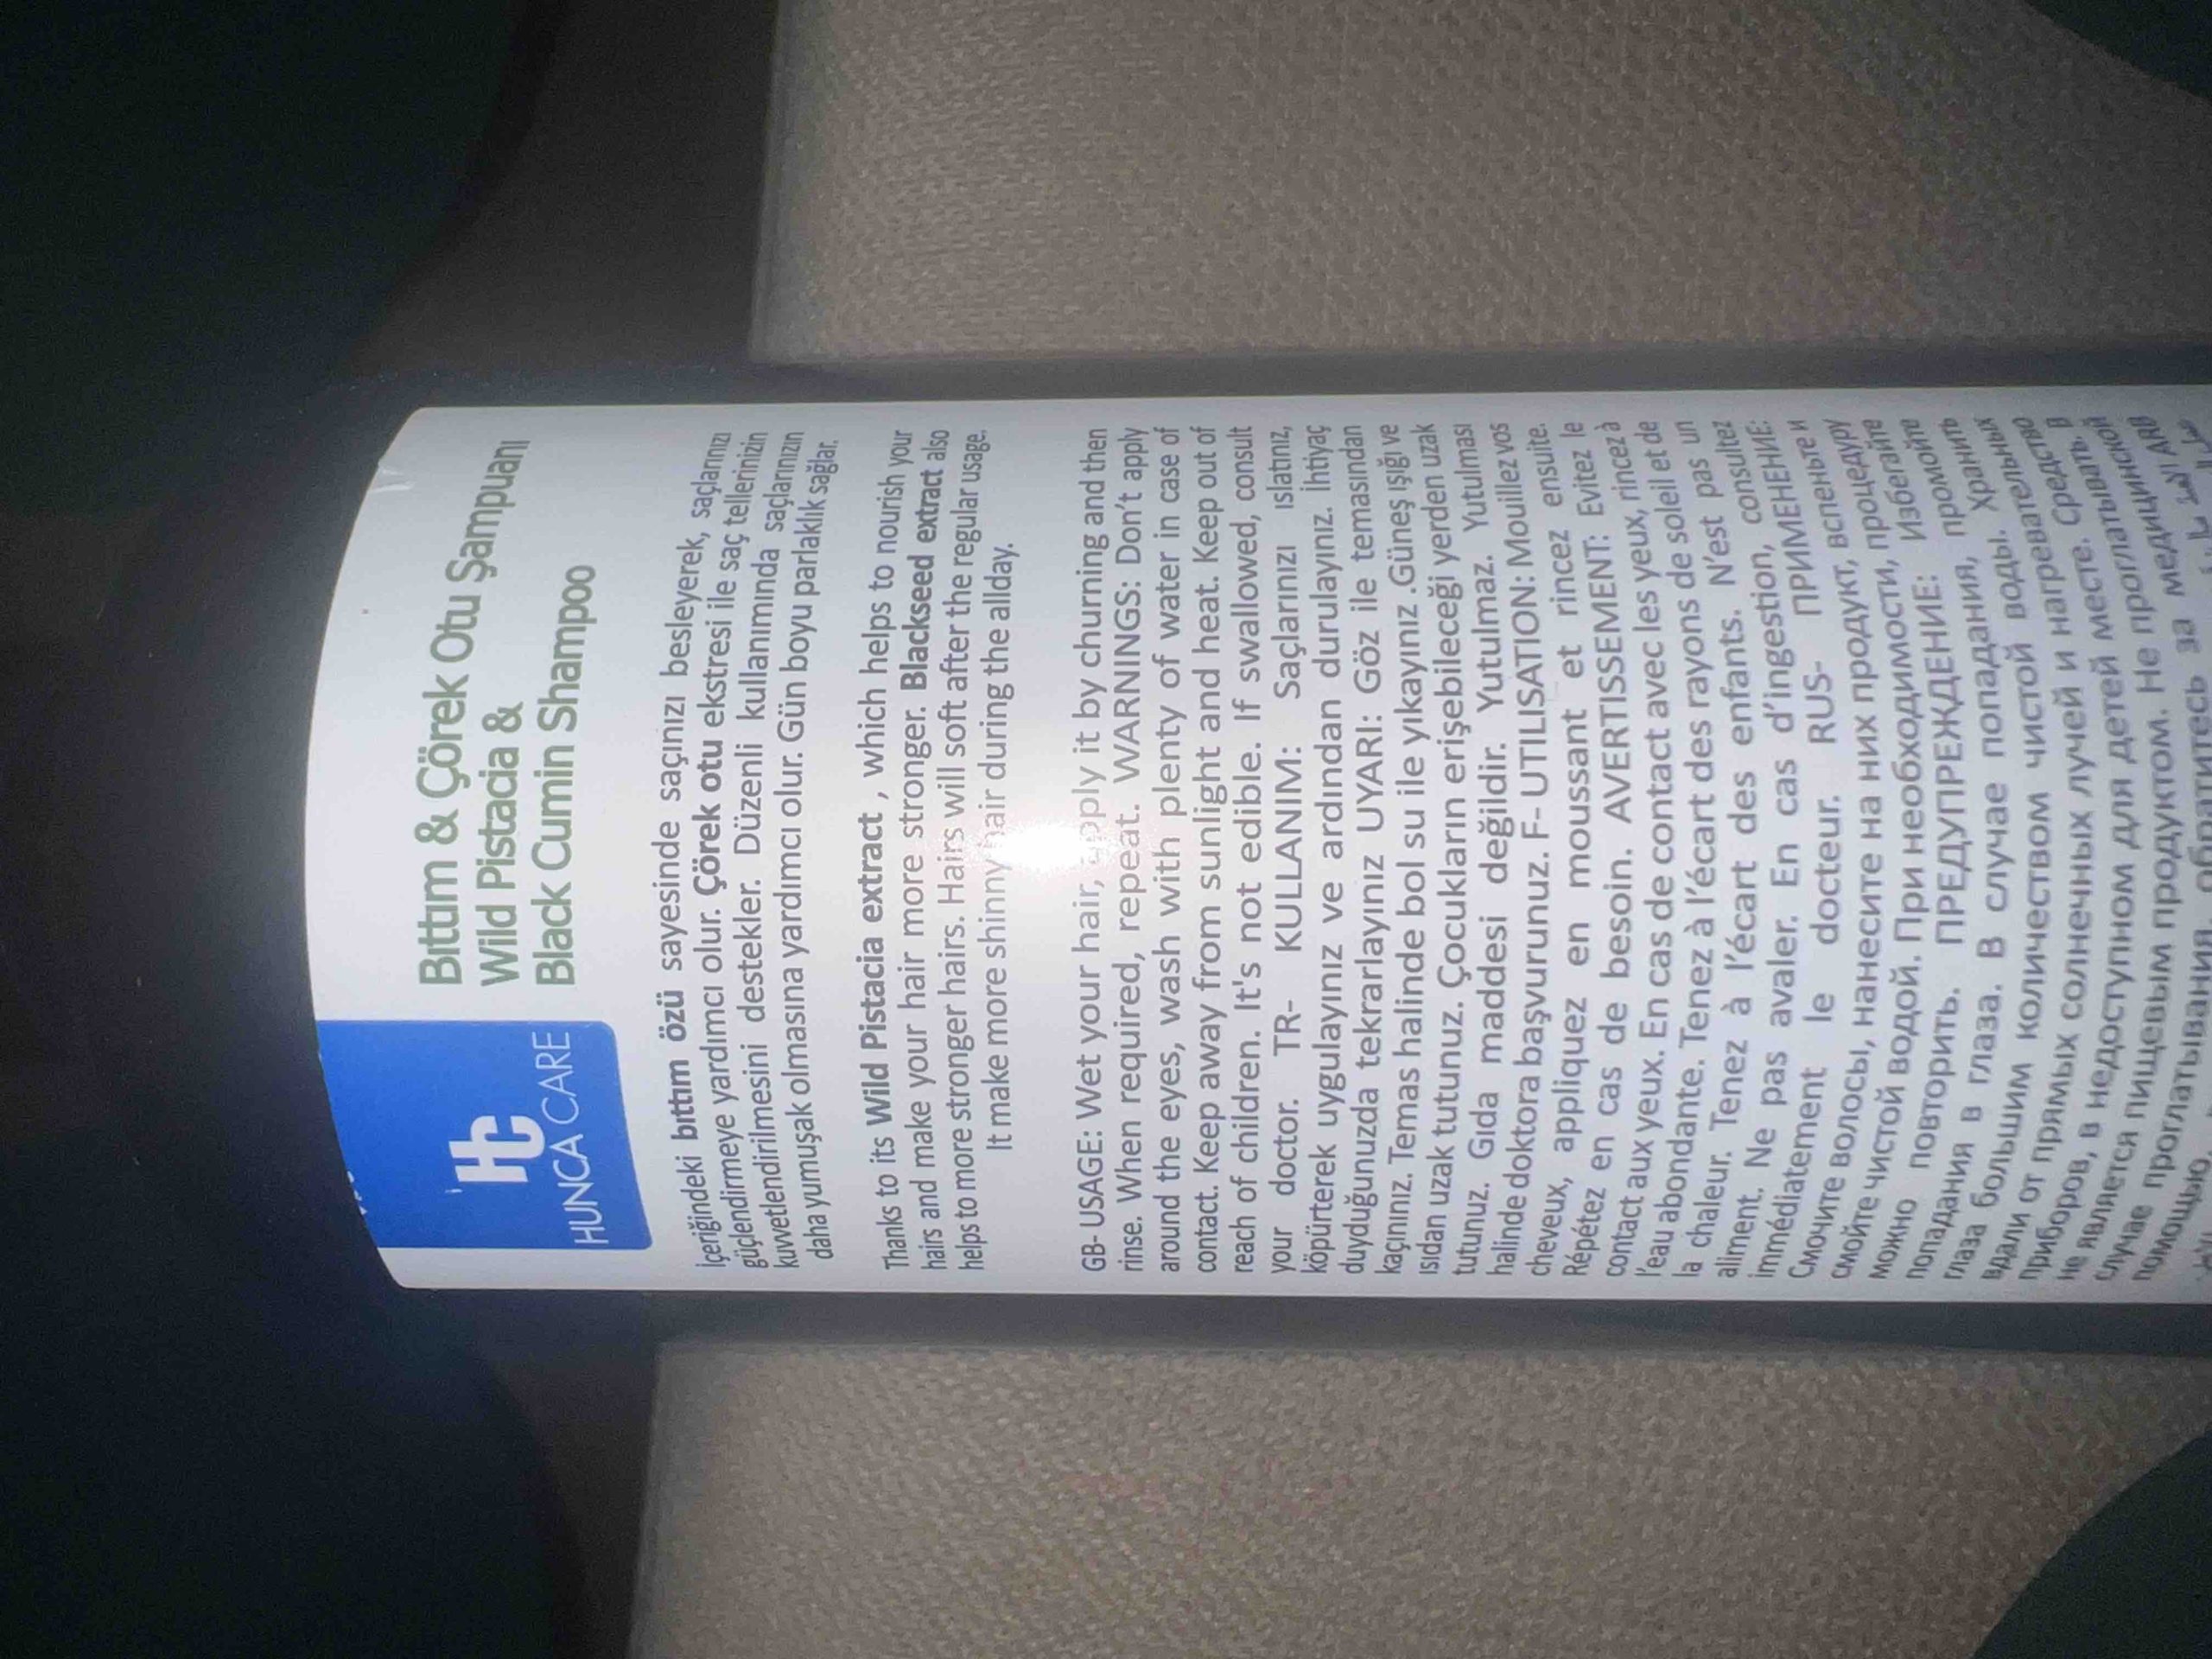 HC
HUNCA CARE
Bıttım & Çörek Otu Şampuanı
Wild Pistacia &
Black Cumin Shampoo
İçeriğindeki bıttım özü sayesinde saçınızı besleyerek, saçlarınızı
güçlendirmeye yardımcı olur. Çörek otu ekstresi ile saç tellerinizin
kuvvetlendirilmesini destekler. Düzenli kullanımında saçlarınızın
daha yumuşak olmasına yardımcı olur. Gün boyu parlaklık sağlar.
Thanks to its Wild Pistacia extract , which helps to nourish your
hairs and make your hair more stronger. Blackseed extract also
helps to more stronger hairs. Hairs will soft after the regular usage.
It make more shinny hair during the allday.
GB- USAGE: Wet your hair, apply it by churning and then
rinse. When required, repeat. WARNINGS: Don't apply
around the eyes, wash with plenty of water in case of
contact. Keep away from sunlight and heat. Keep out of
reach of children. It's not edible. If swallowed, consult
your doctor. TR- KULLANIM: Saçlarınızı ıslatınız,
köpürterek uygulayınız ve ardından durulayınız. İhtiyaç
duyduğunuzda tekrarlayınız UYARI: Göz ile temasından
kaçınınız. Temas halinde bol su ile yıkayınız .Güneş ışığı ve
ısıdan uzak tutunuz. Çocukların erişebileceği yerden uzak
tutunuz. Gıda maddesi değildir. Yutulmaz. Yutulması
halinde doktora başvurunuz. F- UTILISATION: Mouillez vos
cheveux, appliquez en moussant et rincez ensuite.
Répétez en cas de besoin. AVERTISSEMENT: Evitez le
contact aux yeux. En cas de contact avec les yeux, rincez à
l'eau abondante. Tenez à l'écart des rayons de soleil et de
la chaleur. Tenez à l'écart des enfants. N'est pas un
aliment. Ne pas avaler. En cas d'ingestion, consultez
immédiatement le docteur. RUS- ПРИМЕНЕНИЕ:
Смочите волосы, нанесите на них продукт, вспеньте и
смойте чистой водой. При необходимости, процедуру
можно повторить. ПРЕДУПРЕЖДЕНИЕ: Избегайте
попадания в глаза. В случае попадания, промойте
глаза большим количеством чистой воды. Хранить
вдали от прямых солнечных лучей и нагревательных
приборов, в недоступном для детей месте. Средство
не является пищевым продуктом. Не проглатывать. В
случае проглатывания обратитесь за медицинской
помощью. ARB